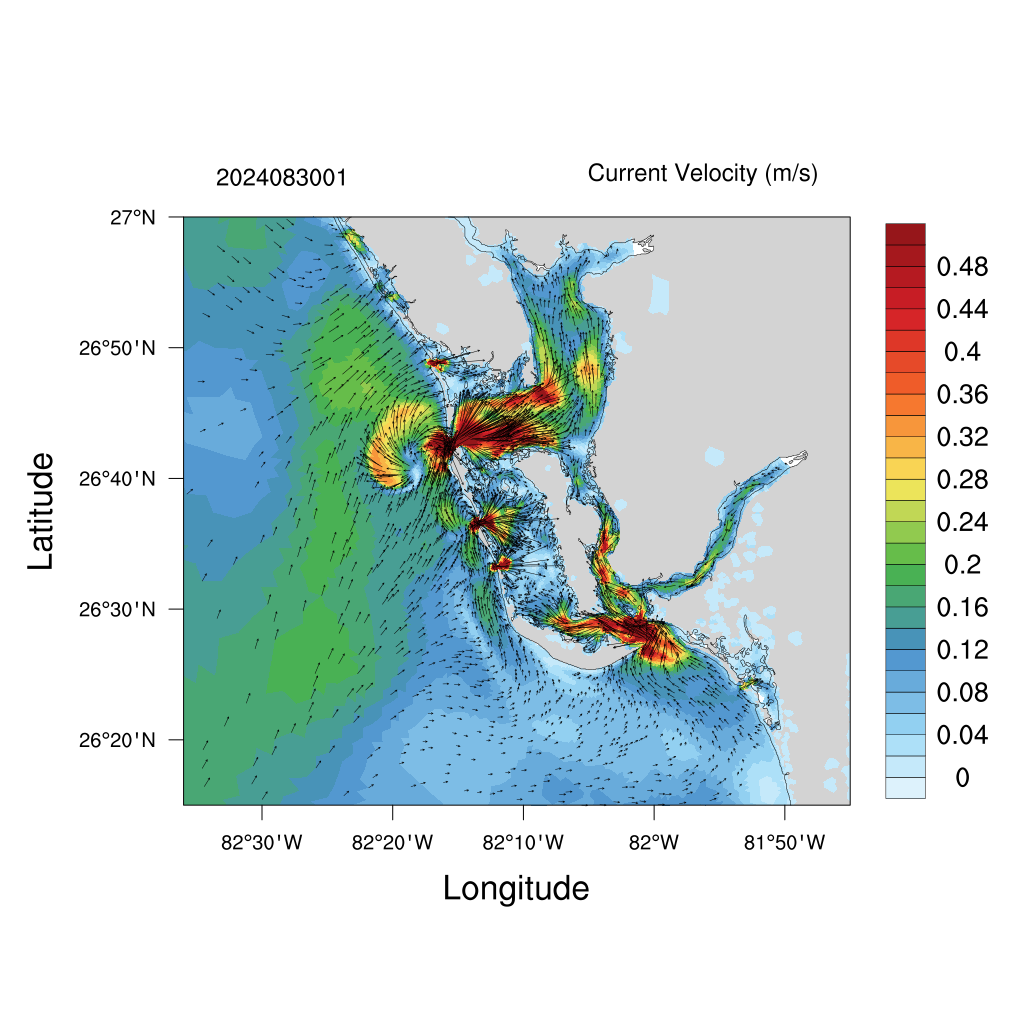 2024083001
Current Velocity (m/s)
27°N
26°50'N
26°40'N
26°30'N
26°20'N
Latitude
82°30'W
82°20'W
82°10'W
82°W
81°50'W
Longitude
0.48
0.44
0.4
0.36
0.32
0.28
0.24
0.2
0.16
0.12
0.08
0.04
0